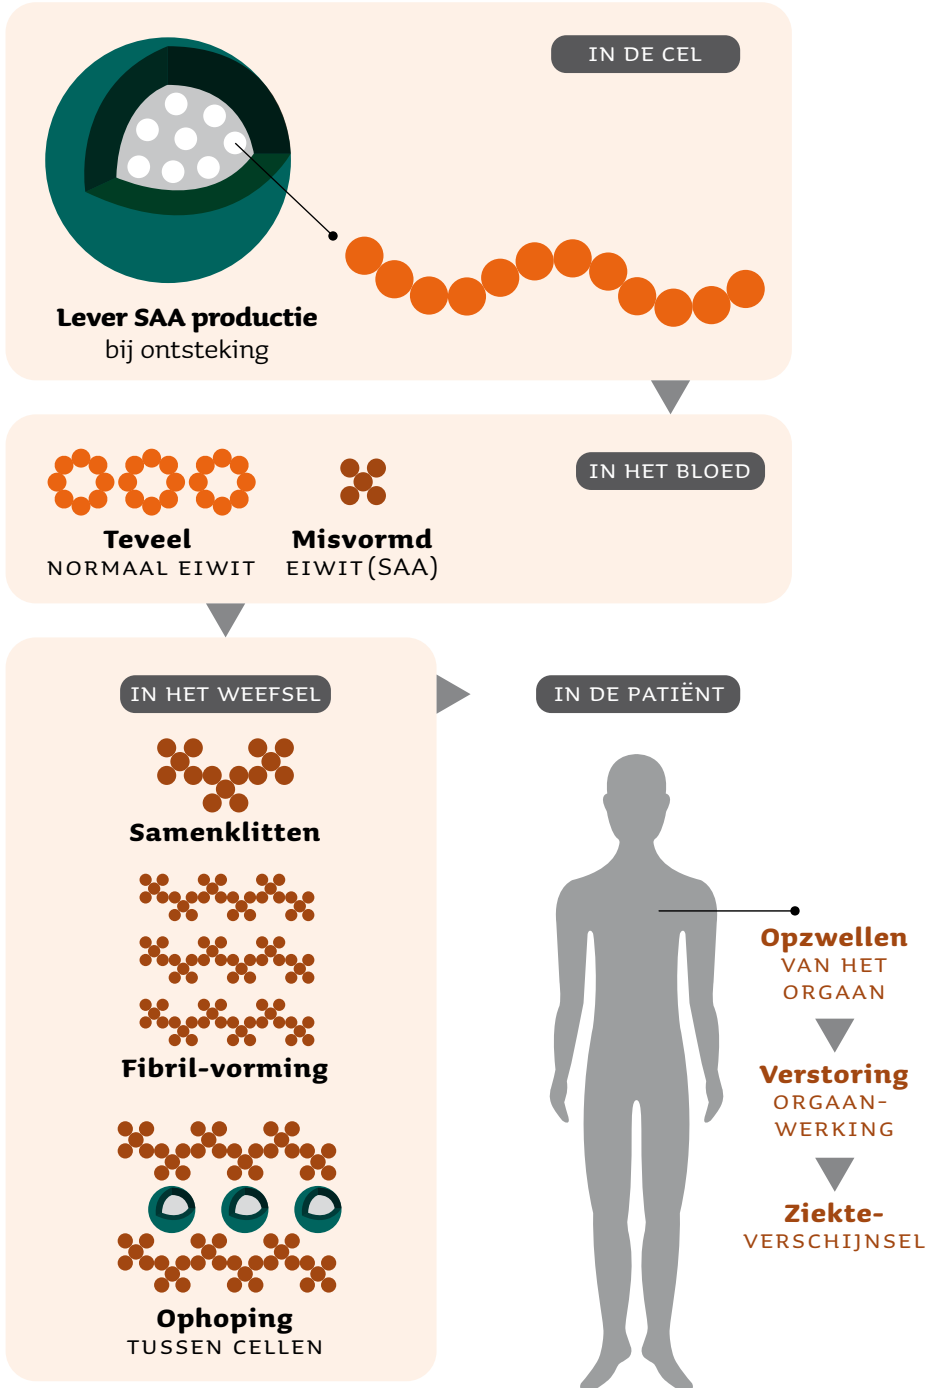 IN DE CEL
Lever SAA productie
bij ontsteking
IN HET BLOED
Teveel
NORMAAL EIWIT
Misvormd
EIWIT (SAA)
IN HET WEEFSEL
Samenklitten
Fibril-vorming
Ophoping
TUSSEN CELLEN
IN DE PATIËNT
Opzwellen
VAN HET
ORGAAN
Verstoring
ORGAAN-
WERKING
Ziekte-
VERSCHIJNSEL